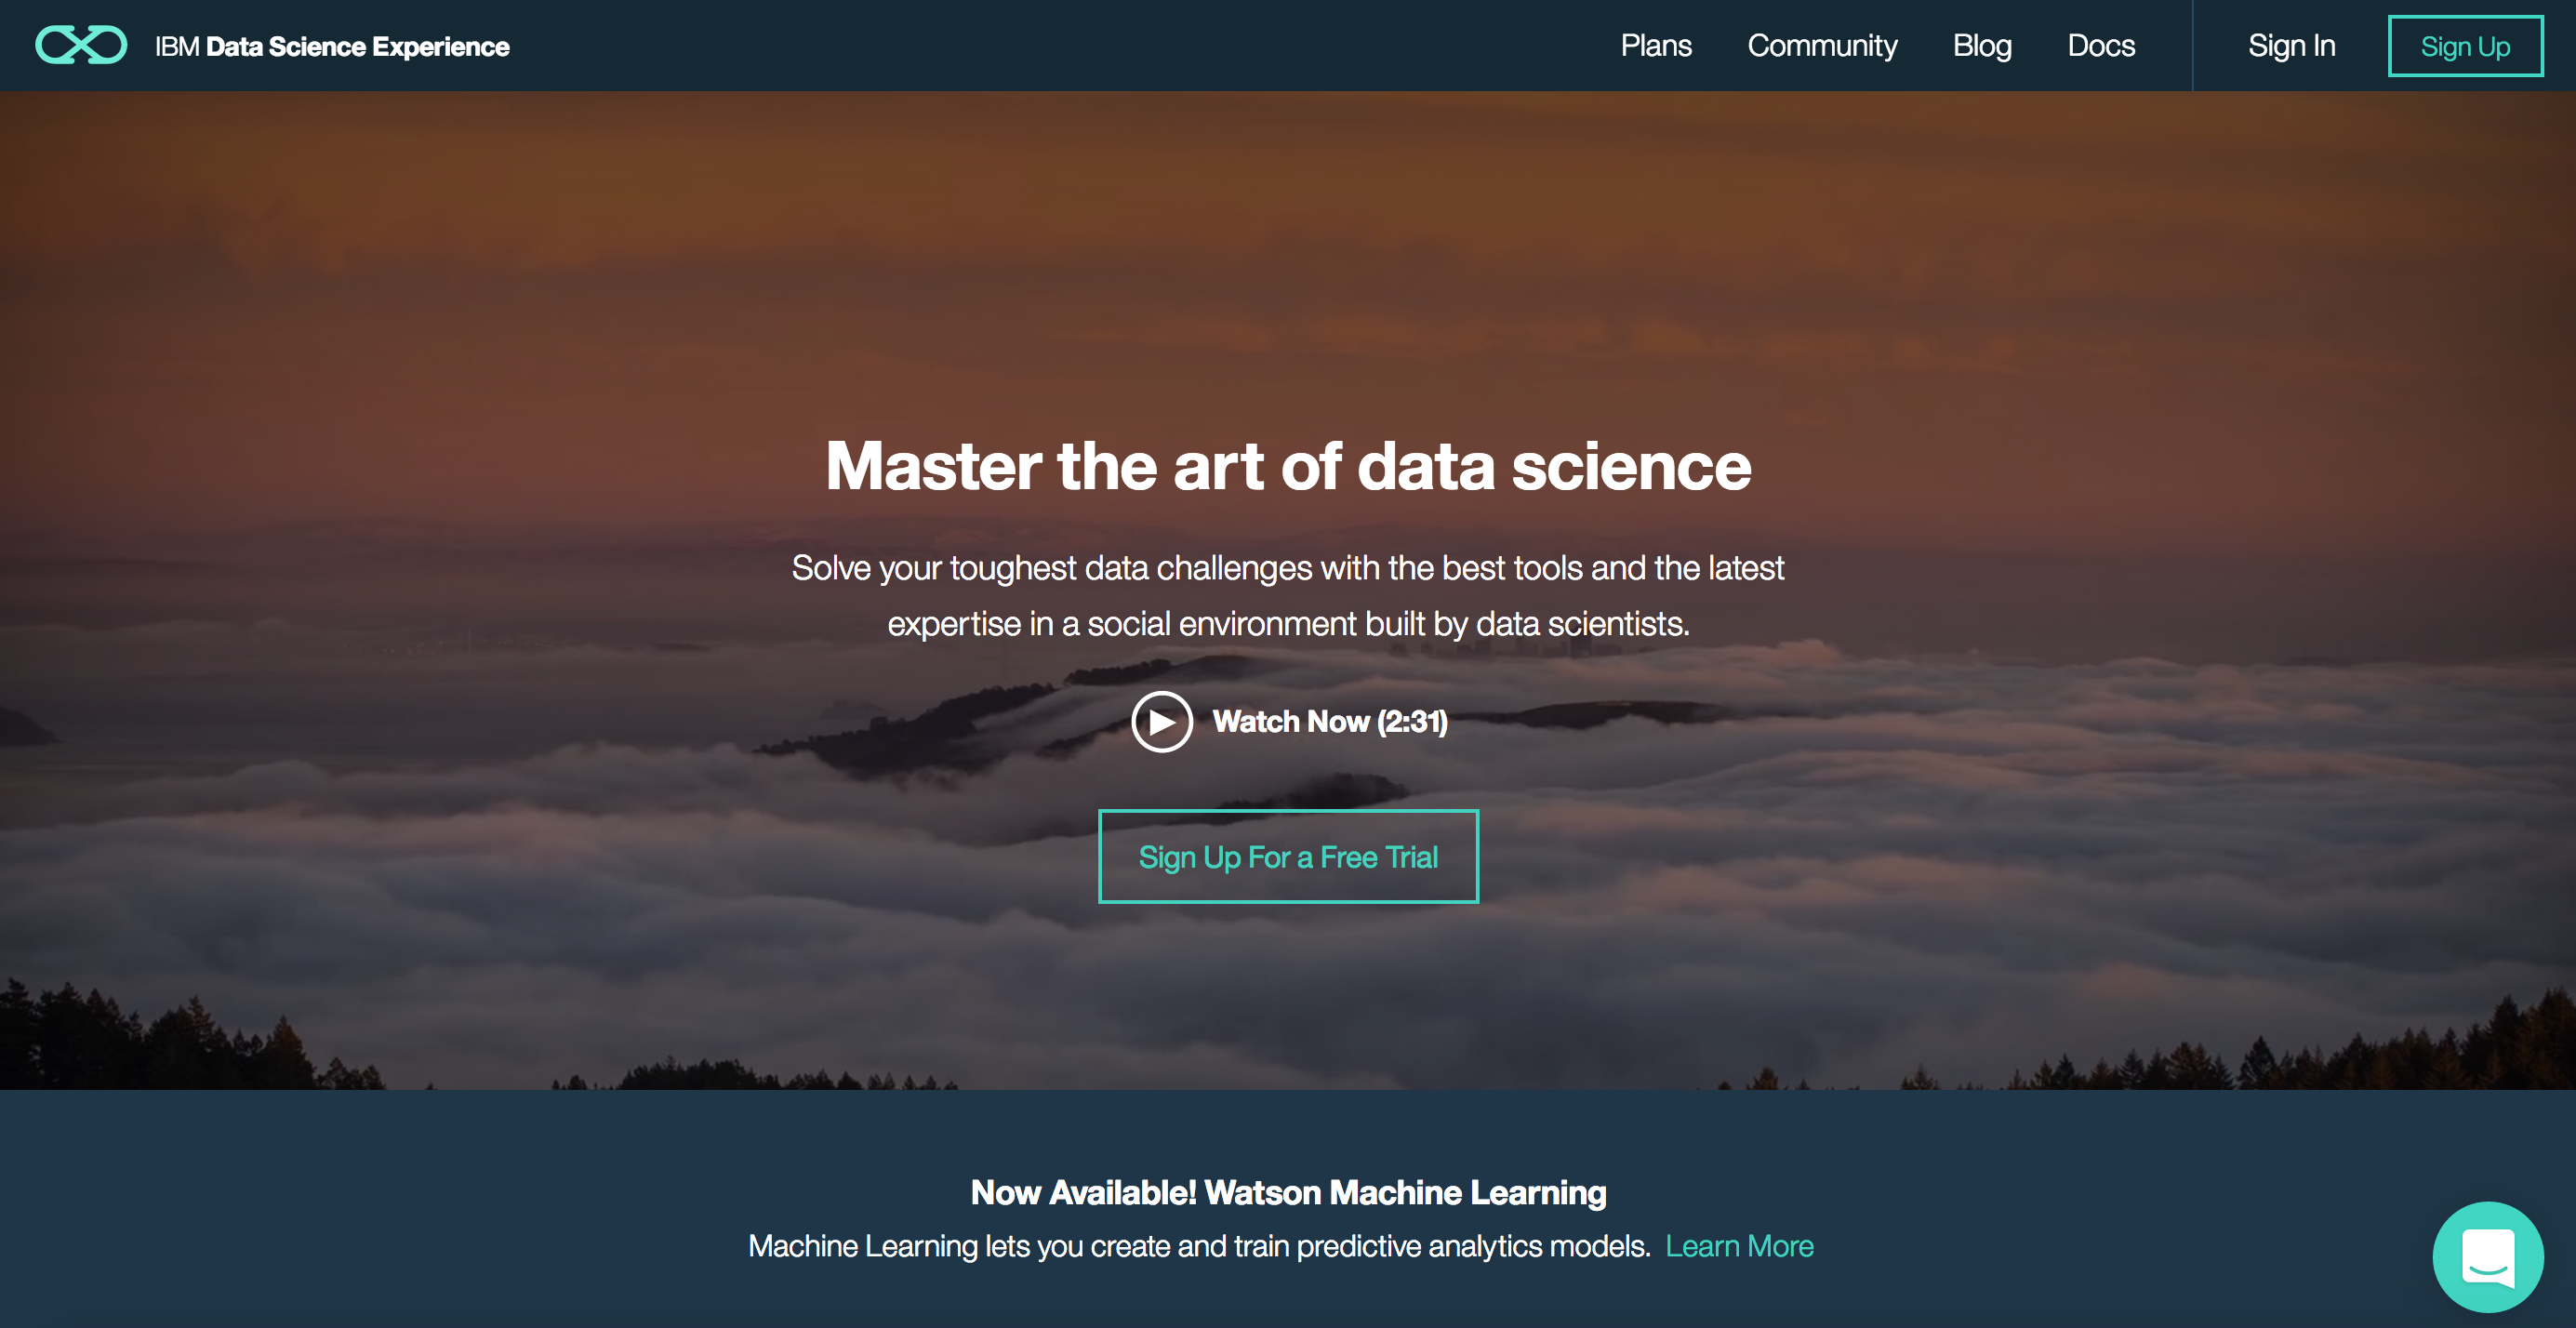 IBM Data Science Experience
Plans
Community
Blog
Docs
Sign In
Sign Up
Master the art of data science
Solve your toughest data challenges with the best tools and the latest
expertise in a social environment built by data scientists.
Watch Now (2:31)
Sign Up For a Free Trial
Now Available! Watson Machine Learning
Machine Learning lets you create and train predictive analytics models. Learn More